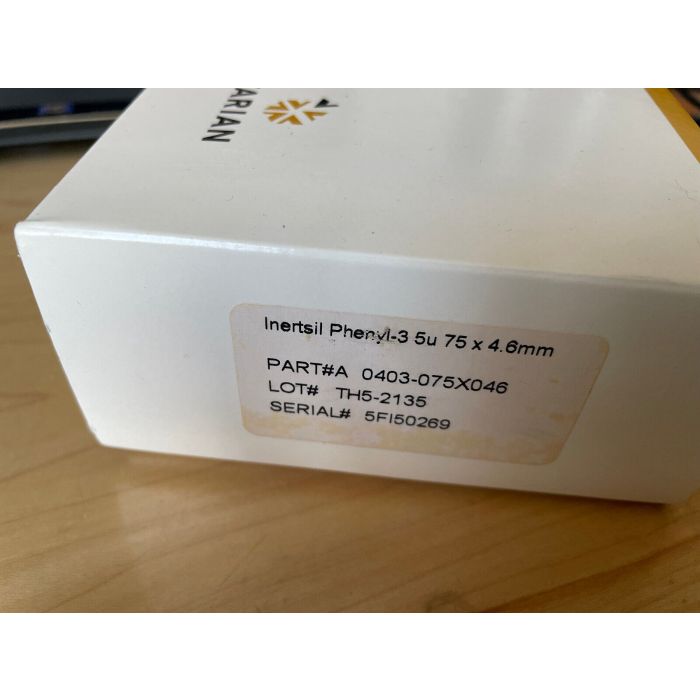 ARIAN
Inertsil Phenyl-3 5u 75 x 4.6mm
PART#A 0403-075X046
LOT# TH5-2135
SERIAL# 5FI50269